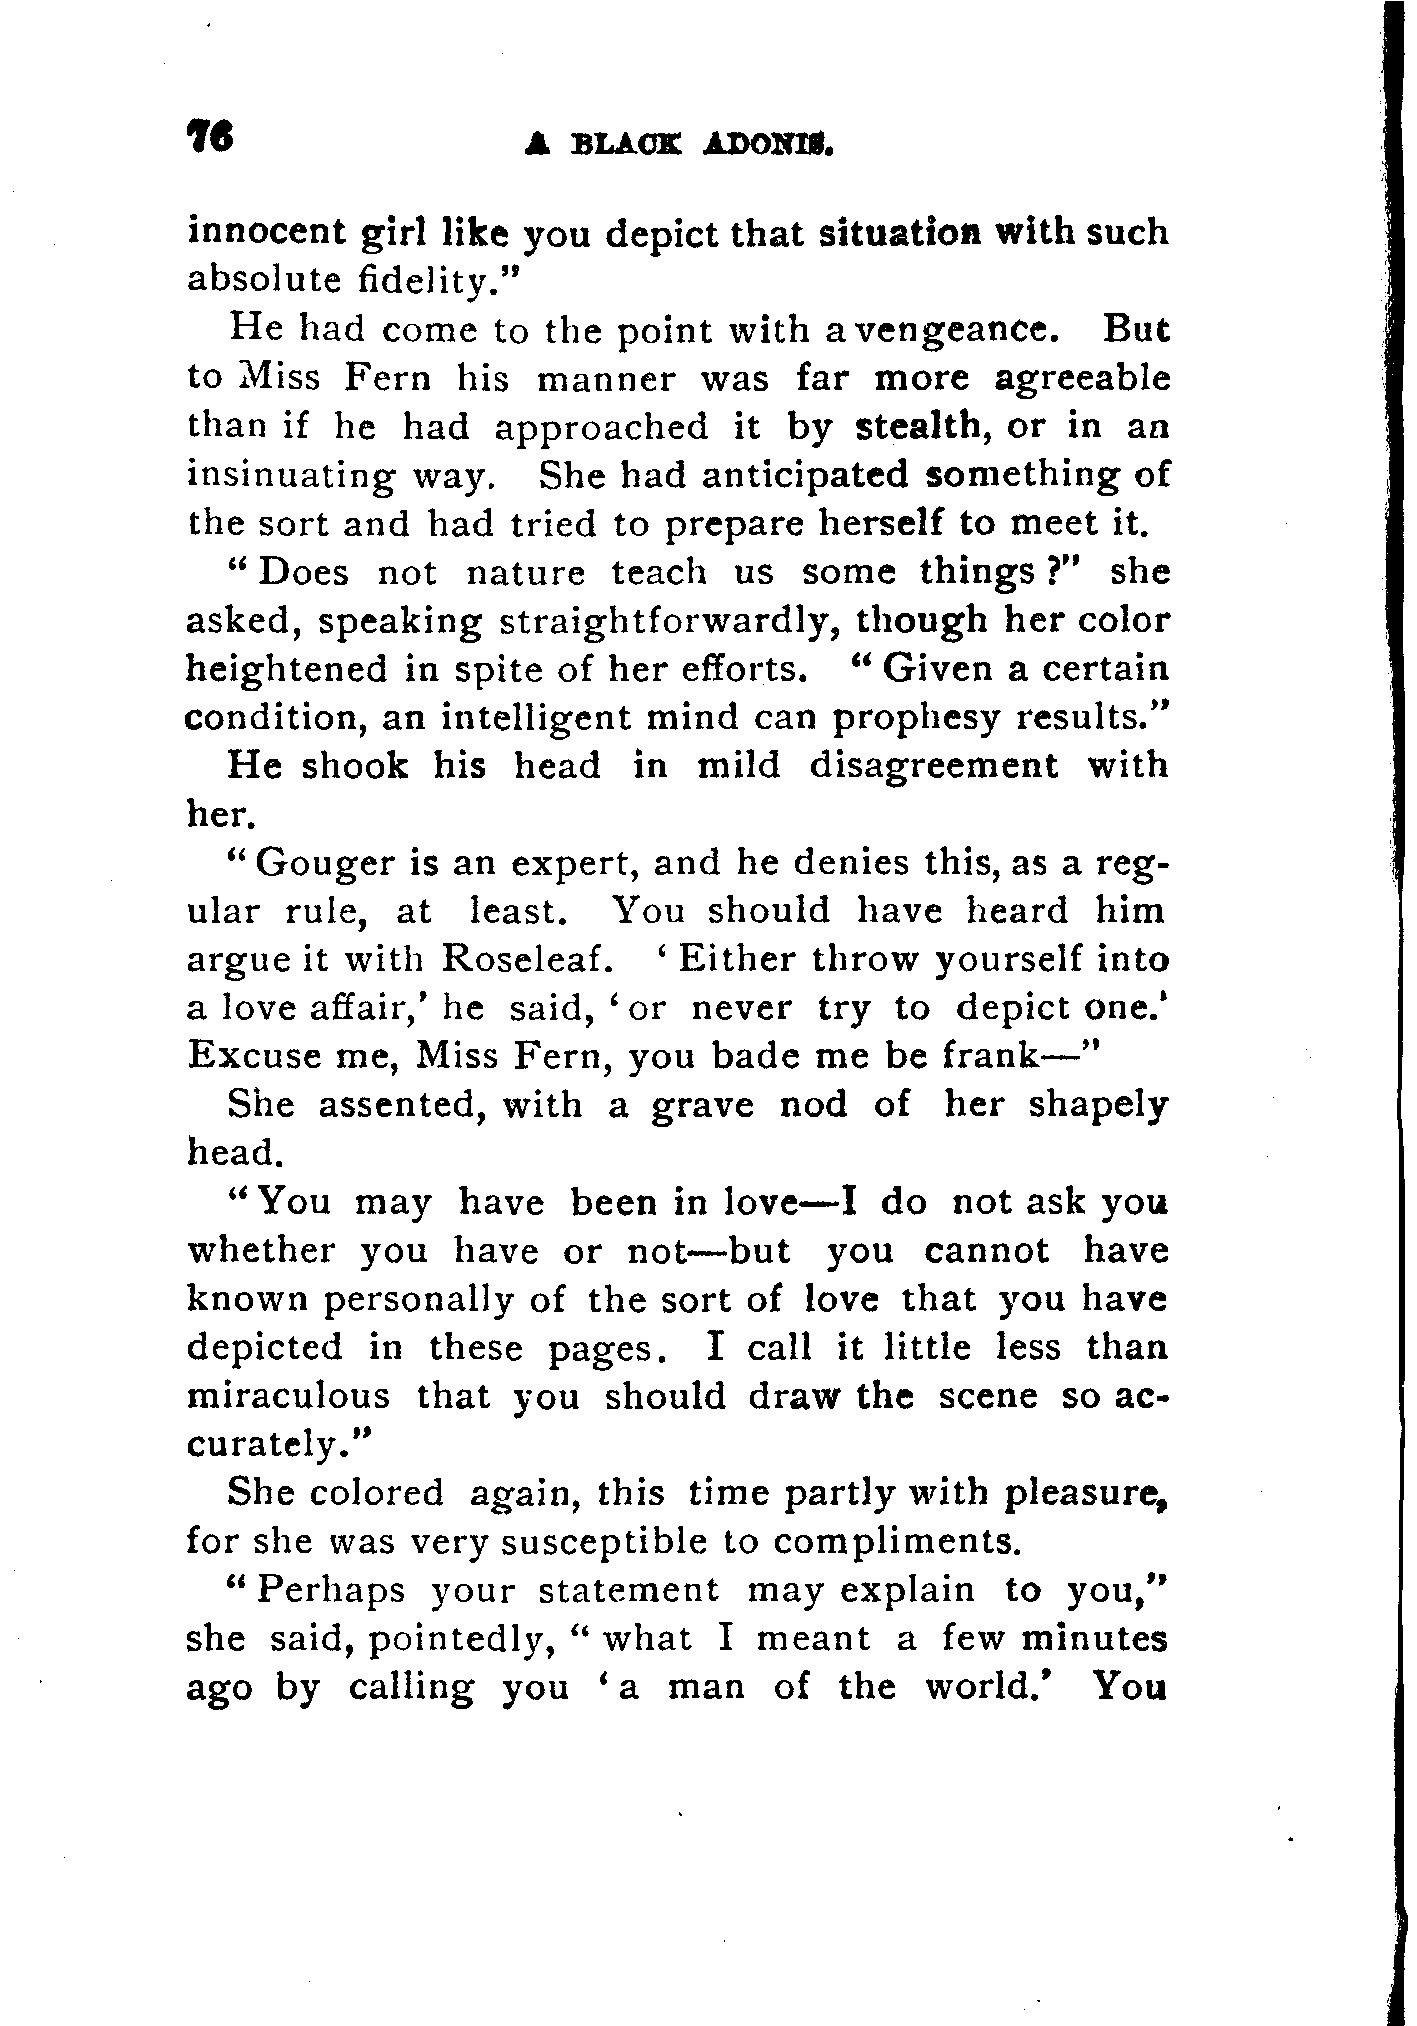 76 A BLACK ADONIS.
innocent girl like you depict that situation with such
absolute fidelity."
He had come to the point with a vengeance. But
to Miss Fern his manner was far more agreeable
than if he had approached it by stealth, or in an
insinuating way. She had anticipated something of
the sort and had tried to prepare herself to meet it.
" Does not nature teach us some things ?" she
asked, speaking straightforwardly, though her color
heightened in spite of her efforts. " Given a certain
condition, an intelligent mind can prophesy results."
He shook his head in mild disagreement with
her.
" Gouger is an expert, and he denies this, as a reg-
ular rule, at least. You should have heard him
argue it with Roseleaf. ' Either throw yourself into
a love affair,' he said, ' or never try to depict one.'
Excuse me, Miss Fern, you bade me be frank—"
She assented, with a grave nod of her shapely
head.
" You may have been in love—I do not ask you
whether you have or not—but you cannot have
known personally of the sort of love that you have
depicted in these pages. I call it little less than
miraculous that you should draw the scene so ac-
curately."
She colored again, this time partly with pleasure,
for she was very susceptible to compliments.
" Perhaps your statement may explain to you,"
she said, pointedly, " what I meant a few minutes
ago by calling you ' a man of the world.' You